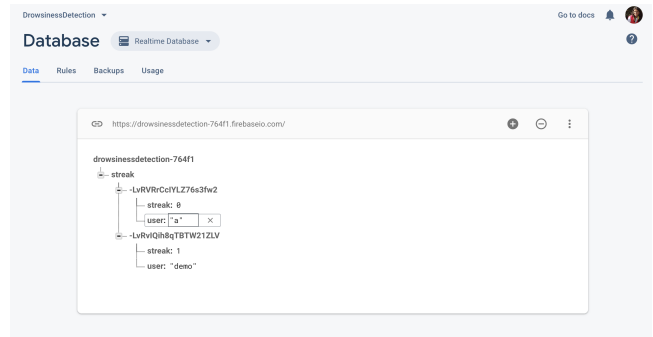 DrowsinessDetection
Go to docs
Database
Realtime Database
?
Data Rules Backups Usage
https://drowsinessdetection-764f1.firebaseio.com/
drowsinessdetection-764f1
streak
-LvRVRrCcIYLZ76s3fw2
streak: 0
user: "a"
-LvRvIQih8qTBTW21ZLV
streak: 1
user: "demo"